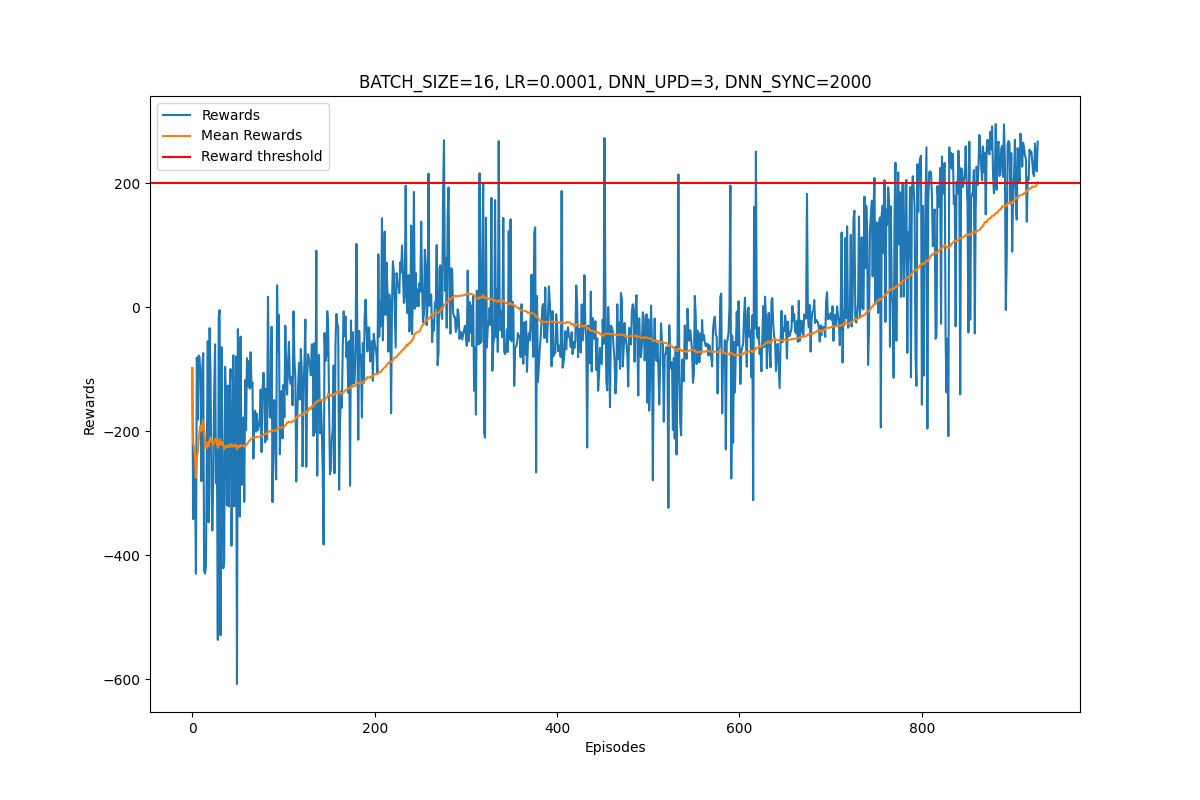 BATCH_SIZE=16, LR=0.0001, DNN_UPD=3, DNN_SYNC=2000
Rewards
Mean Rewards
Reward threshold
200
0
−200
−400
−600
Rewards
0
200
400
600
800
Episodes